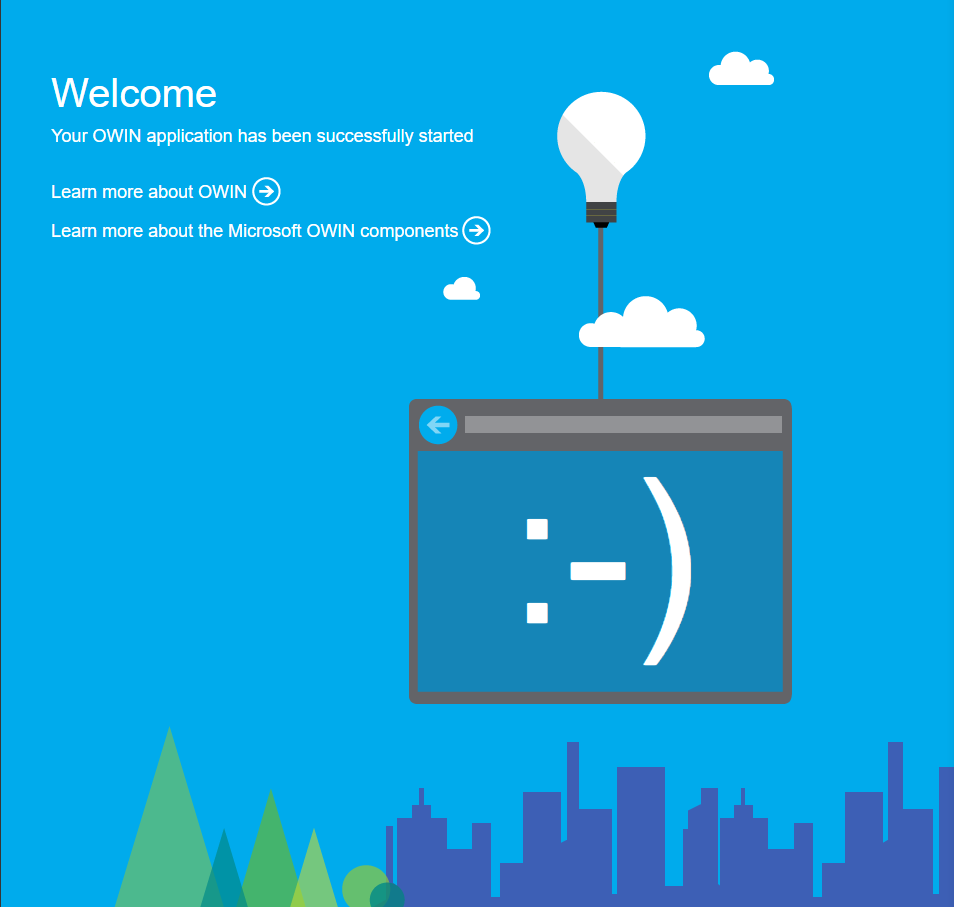 Welcome
Your OWIN application has been successfully started
Learn more about OWIN
Learn more about the Microsoft OWIN components
:-)